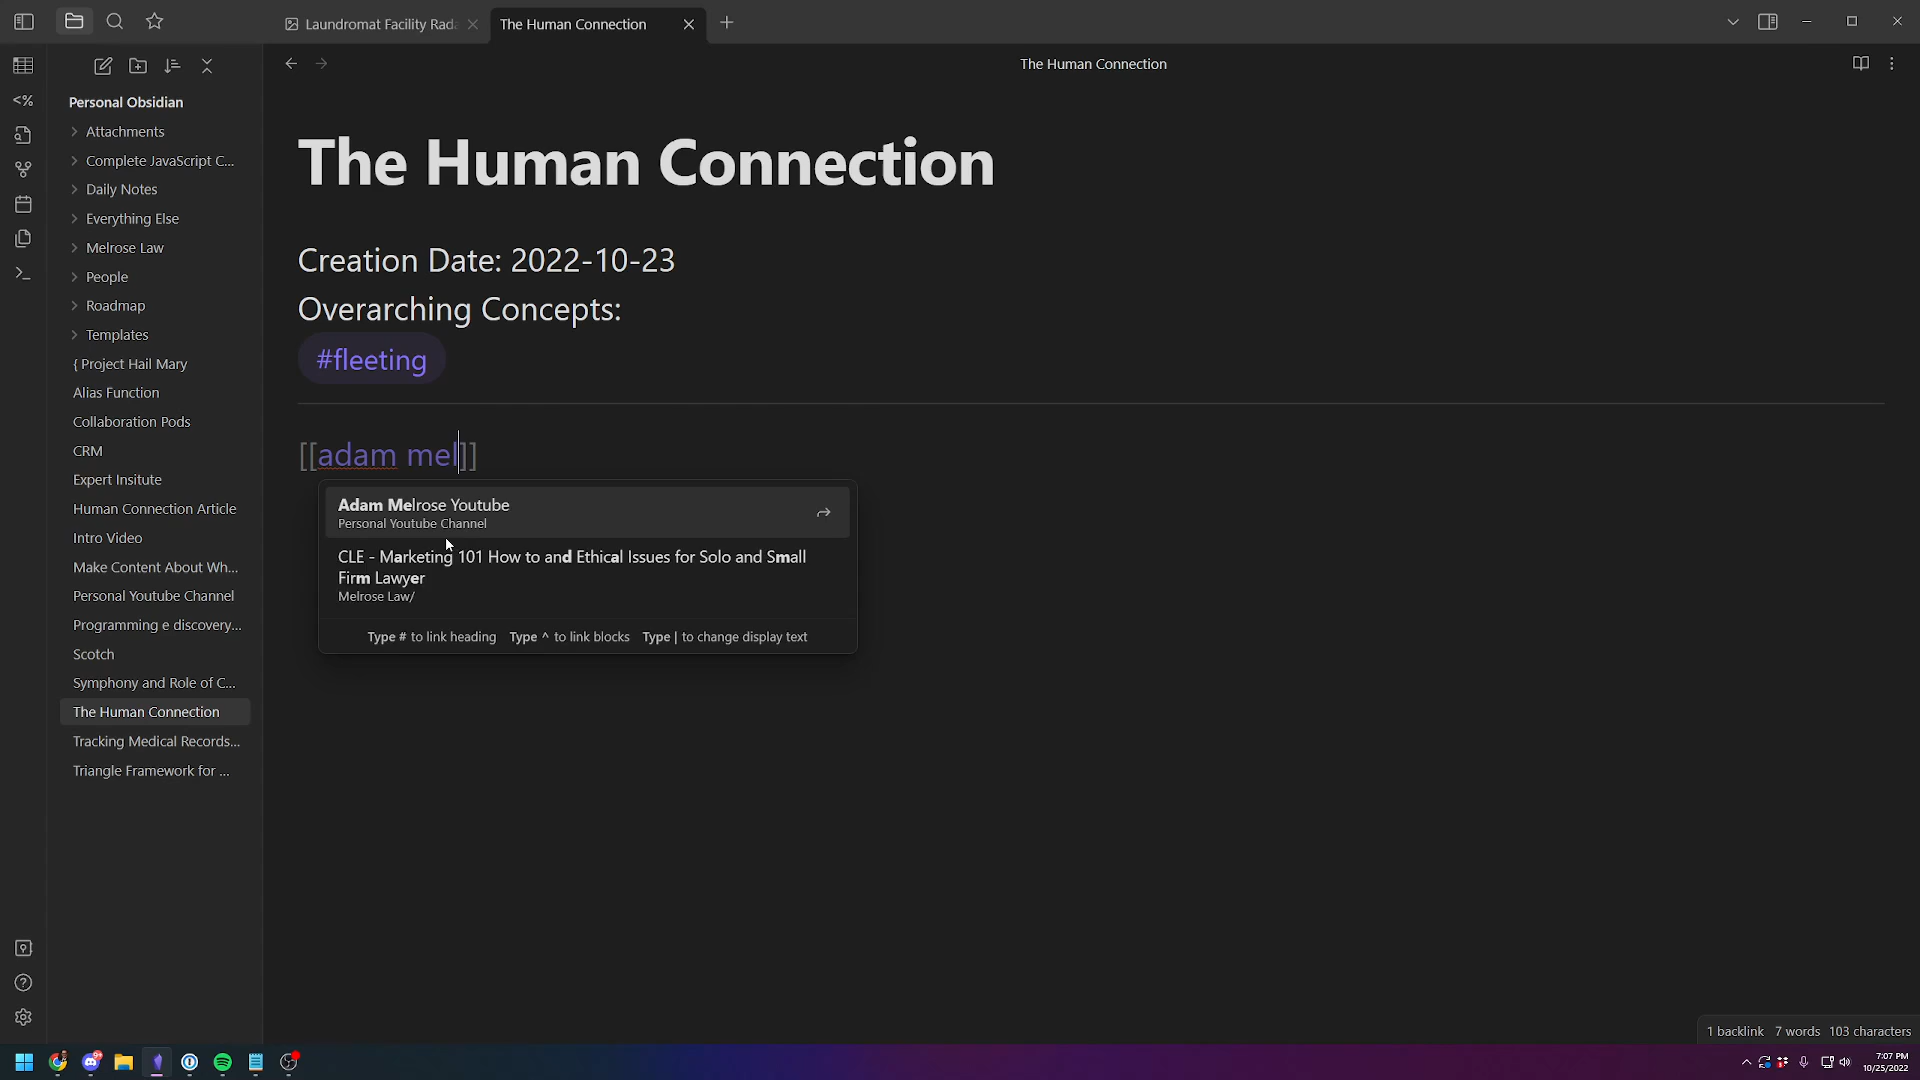 Laundromat Facility Rada
The Human Connection
The Human Connection
Personal Obsidian
Attachments
Complete JavaScript C...
Daily Notes
Everything Else
Melrose Law
People
Roadmap
Templates
{ Project Hail Mary
Alias Function
Collaboration Pods
CRM
Expert Insitute
Human Connection Article
Intro Video
Make Content About Wh...
Personal Youtube Channel
Programming e discovery...
Scotch
Symphony and Role of C...
The Human Connection
Tracking Medical Records...
Triangle Framework for ...
The Human Connection
Creation Date: 2022-10-23
Overarching Concepts:
#fleeting
[[adam mel]]
Adam Melrose Youtube
Personal Youtube Channel
CLE - Marketing 101 How to and Ethical Issues for Solo and Small
Firm Lawyer
Melrose Law/
Type # to link heading Type ^ to link blocks Type | to change display text
1 backlink 7 words 103 characters
7:07 PM
10/25/2022